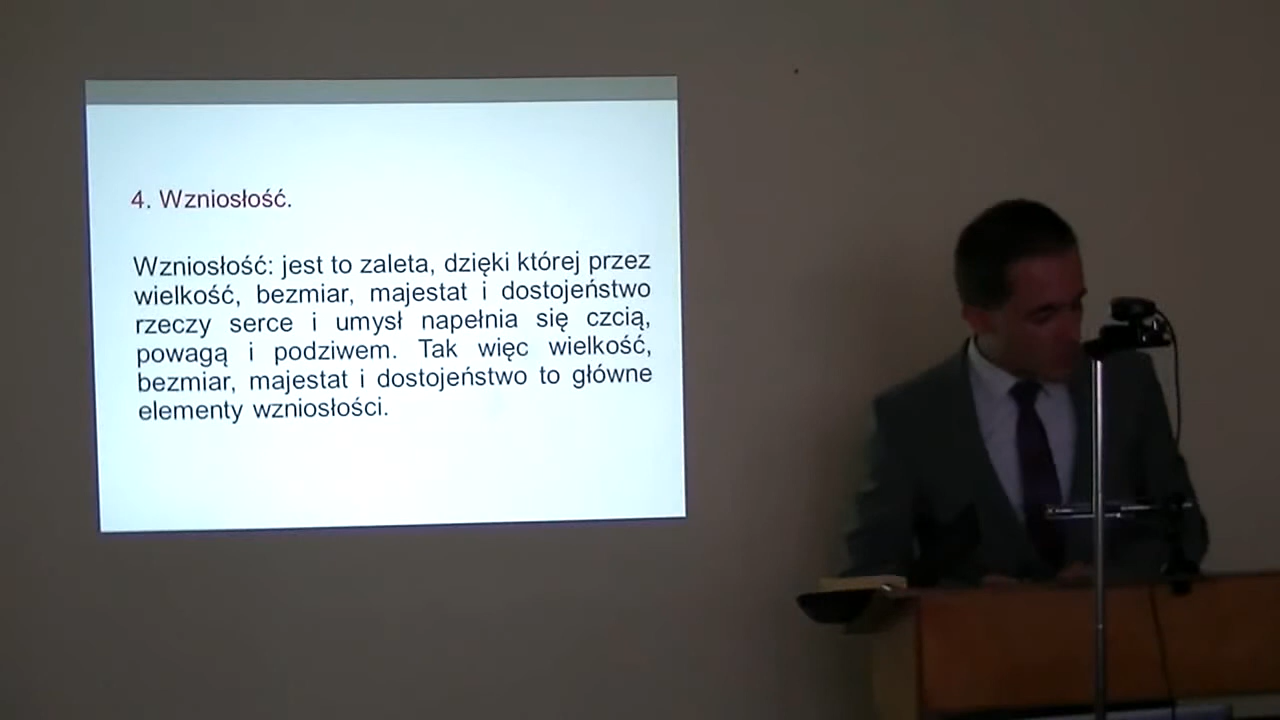 4. Wzniosłość.
Wzniosłość: jest to zaleta, dzięki której przez
wielkość, bezmiar, majestat i dostojeństwo
rzeczy serce i umysł napełnia się czcią,
powagą i podziwem. Tak więc wielkość,
bezmiar, majestat i dostojeństwo to główne
elementy wzniosłości.